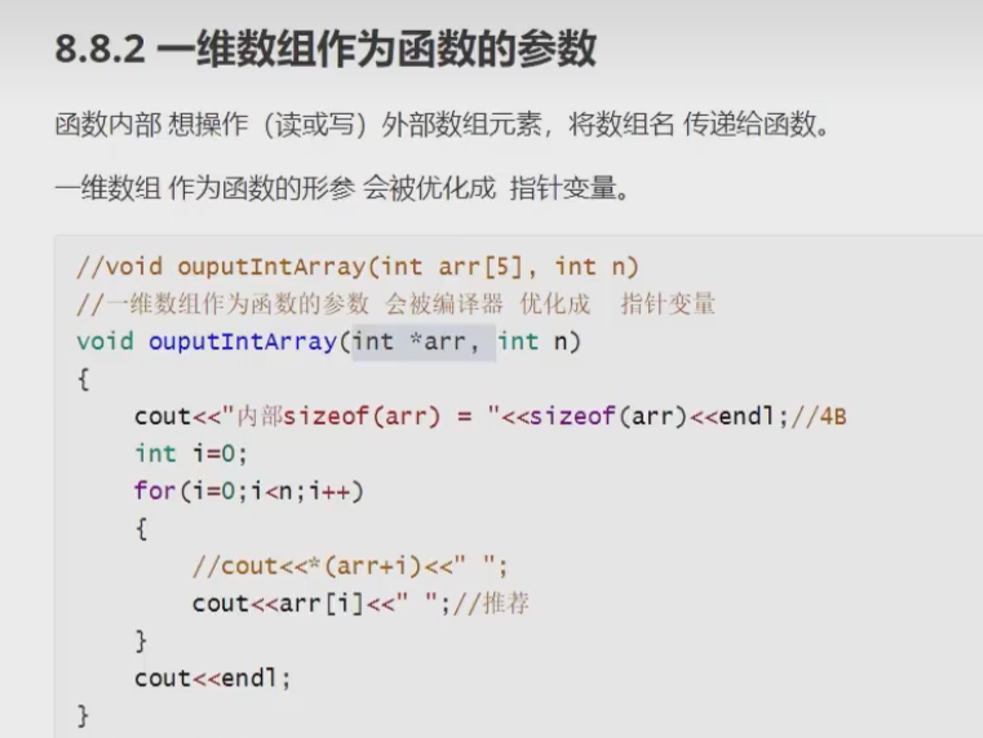 8.8.2 一维数组作为函数的参数
函数内部 想操作（读或写）外部数组元素，将数组名 传递给函数。
一维数组 作为函数的形参 会被优化成 指针变量。
//void ouputIntArray(int arr[5], int n)
//一维数组作为函数的参数 会被编译器 优化成 指针变量
void ouputIntArray(int *arr, int n)
{
cout<<"内部sizeof(arr) = "<<sizeof(arr)<<endl;//4B
int i=0;
for(i=0;i<n;i++)
{
//cout<<*(arr+i)<<" ";
cout<<arr[i]<<" ";//推荐
}
cout<<endl;
}